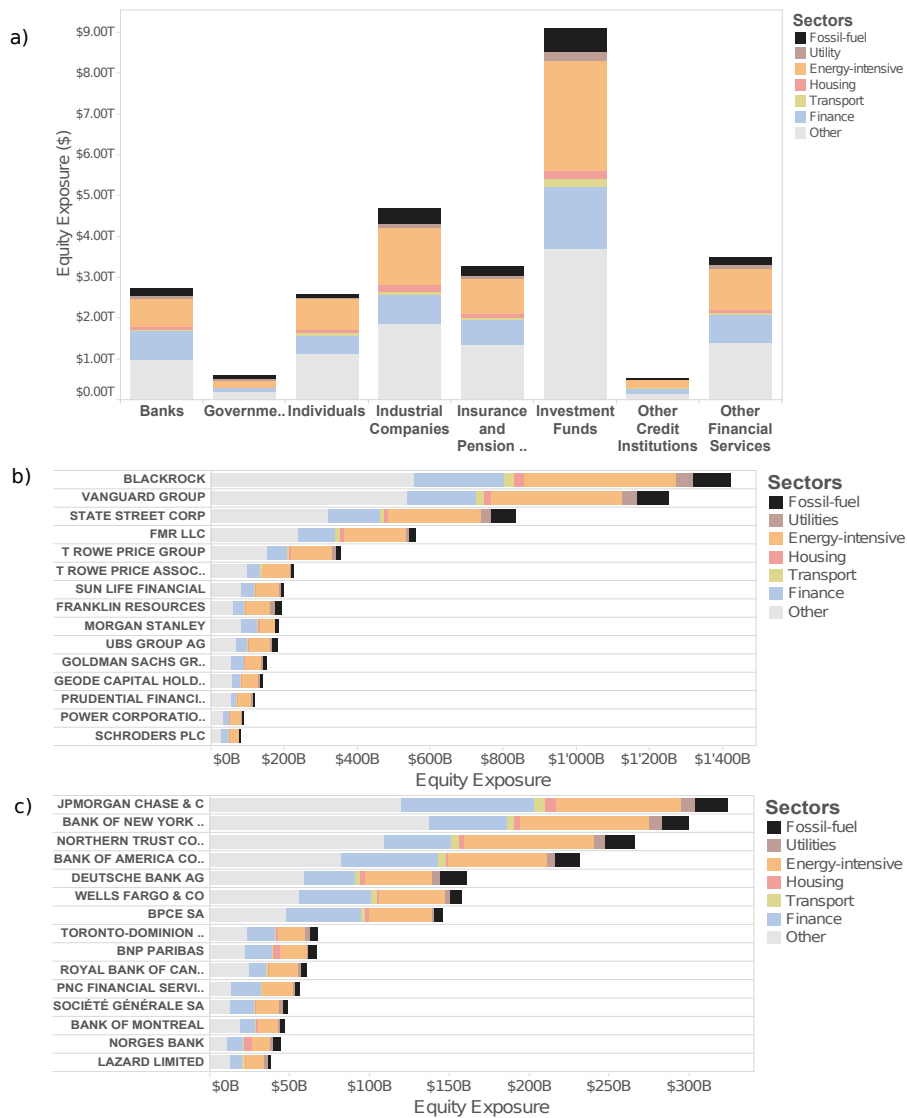 a)
Equity Exposure ($)
$9.00T
$8.00T
$7.00T
$6.00T
$5.00T
$4.00T
$3.00T
$2.00T
$1.00T
$0.00T
Banks
Governme..
Individuals
Industrial
Companies
Insurance
and
Pension ..
Investment
Funds
Other
Credit
Institutions
Other
Financial
Services
Sectors
Fossil-fuel
Utility
Energy-intensive
Housing
Transport
Finance
Other
b)
BLACKROCK
VANGUARD GROUP
STATE STREET CORP
FMR LLC
T ROWE PRICE GROUP
T ROWE PRICE ASSOC..
SUN LIFE FINANCIAL
FRANKLIN RESOURCES
MORGAN STANLEY
UBS GROUP AG
GOLDMAN SACHS GR..
GEODE CAPITAL HOLD..
PRUDENTIAL FINANCI..
POWER CORPORATIO..
SCHRODERS PLC
$0B $200B $400B $600B $800B $1'000B $1'200B $1'400B
Equity Exposure
Sectors
Fossil-fuel
Utilities
Energy-intensive
Housing
Transport
Finance
Other
c)
JPMORGAN CHASE & C
BANK OF NEW YORK ..
NORTHERN TRUST CO..
BANK OF AMERICA CO..
DEUTSCHE BANK AG
WELLS FARGO & CO
BPCE SA
TORONTO-DOMINION ..
BNP PARIBAS
ROYAL BANK OF CAN..
PNC FINANCIAL SERVI..
SOCIÉTÉ GÉNÉRALE SA
BANK OF MONTREAL
NORGES BANK
LAZARD LIMITED
$0B $50B $100B $150B $200B $250B $300B
Equity Exposure
Sectors
Fossil-fuel
Utilities
Energy-intensive
Housing
Transport
Finance
Other